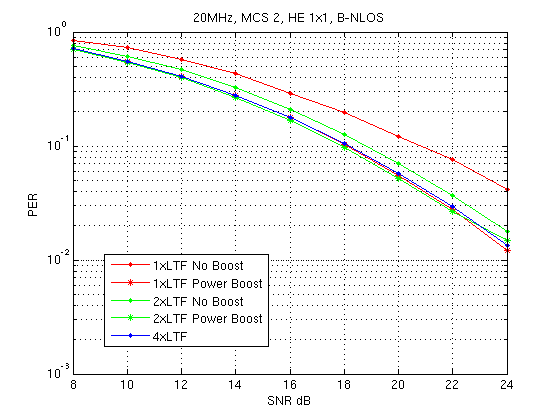 20MHz, MCS 2, HE 1x1, B-NLOS
10^0
10^-1
10^-2
10^-3
PER
1xLTF No Boost
1xLTF Power Boost
2xLTF No Boost
2xLTF Power Boost
4xLTF
8 10 12 14 16 18 20 22 24
SNR dB